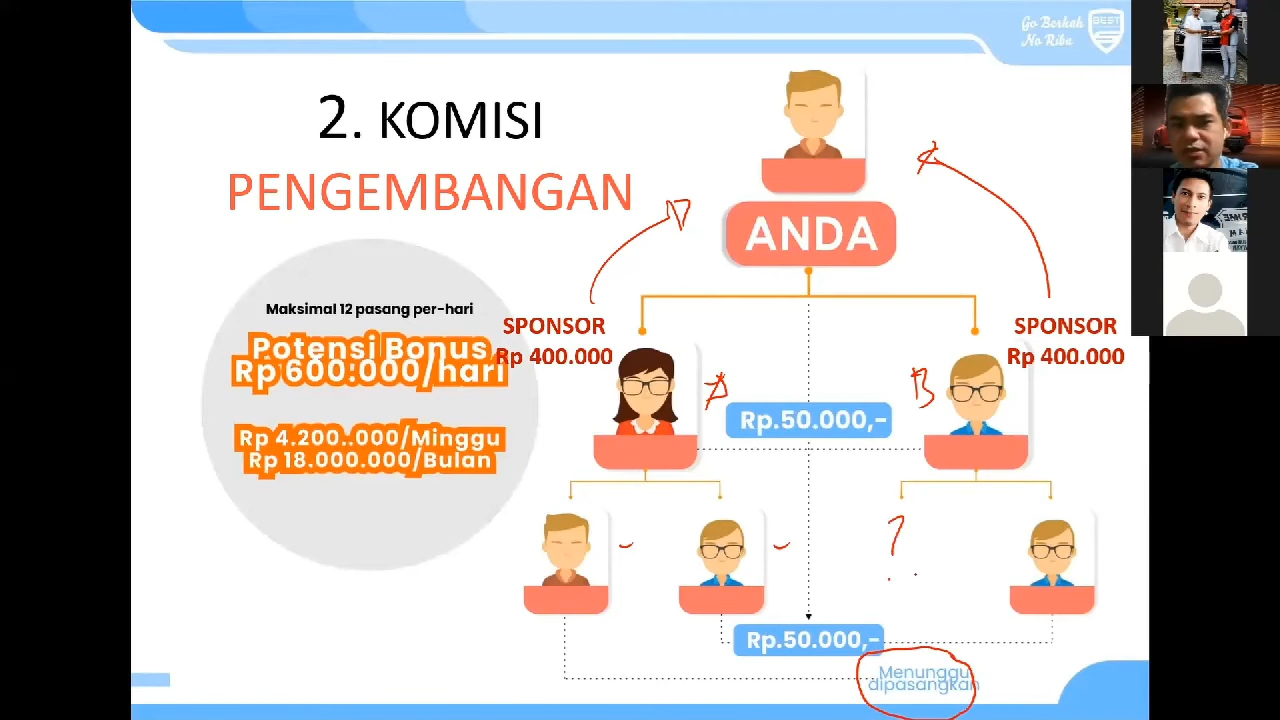 Go Berkah
No Riba
BEST
2. KOMISI
PENGEMBANGAN
ANDA
Maksimal 12 pasang per-hari
Potensi Bonus
Rp 600.000/hari
Rp 4.200..000/Minggu
Rp 18.000.000/Bulan
SPONSOR
Rp 400.000
SPONSOR
Rp 400.000
A
B
Rp.50.000,-
?
Rp.50.000,-
Menunggu
dipasangkan